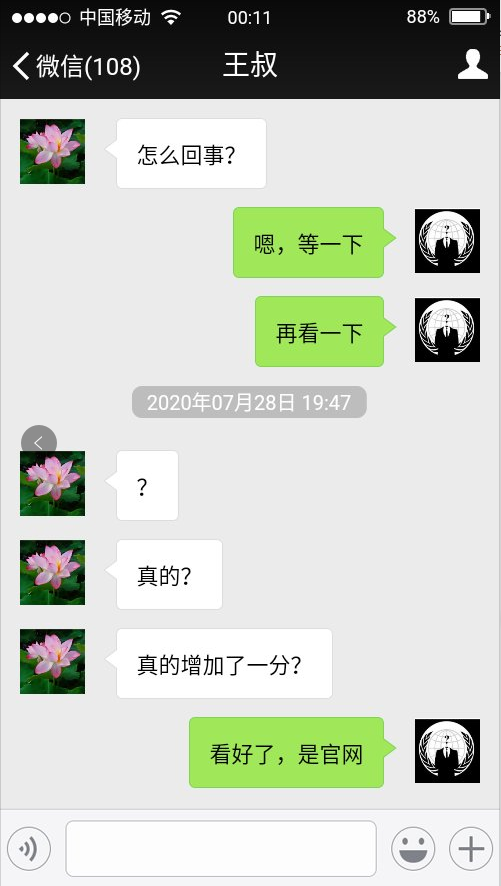 中国移动 00:11 88%
微信(108) 王叔
怎么回事？
嗯，等一下
再看一下
2020年07月28日 19:47
？
真的？
真的增加了一分？
看好了，是官网